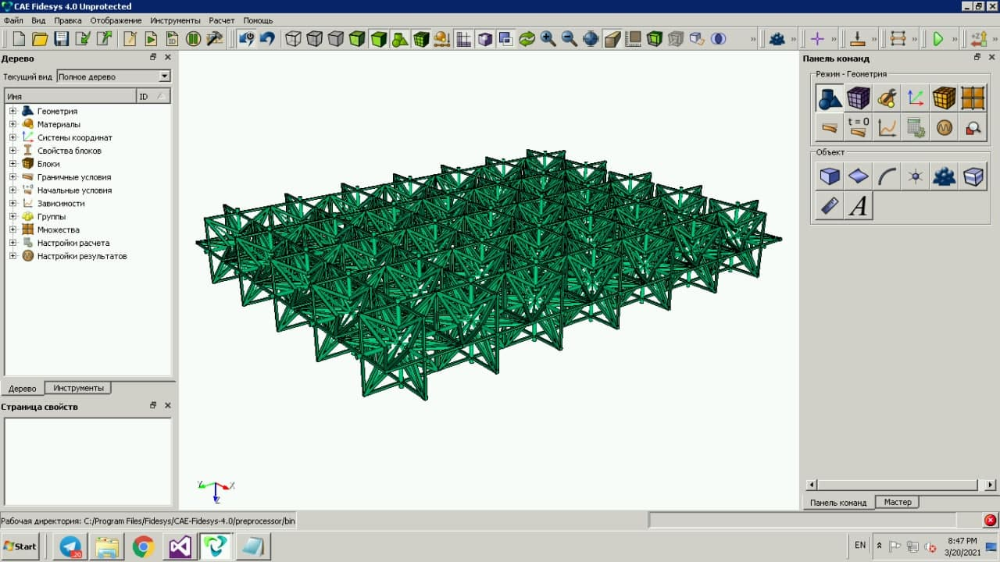 CAE Fidesys 4.0 Unprotected
Файл Вид Правка Отображение Инструменты Расчет Помощь
Дерево
Текущий вид Полное дерево
Имя ID
Геометрия
Материалы
Системы координат
Свойства блоков
Блоки
Граничные условия
t=0 Начальные условия
Зависимости
Группы
Множества
Настройки расчета
Настройки результатов
Дерево Инструменты
Страница свойств
Y X
Z
Панель команд
Режим - Геометрия
t = 0
Объект
A
Панель команд Мастер
Рабочая директория: C:/Program Files/Fidesys/CAE-Fidesys-4.0/preprocessor/bin
Start
20
EN
8:47 PM
3/20/2021